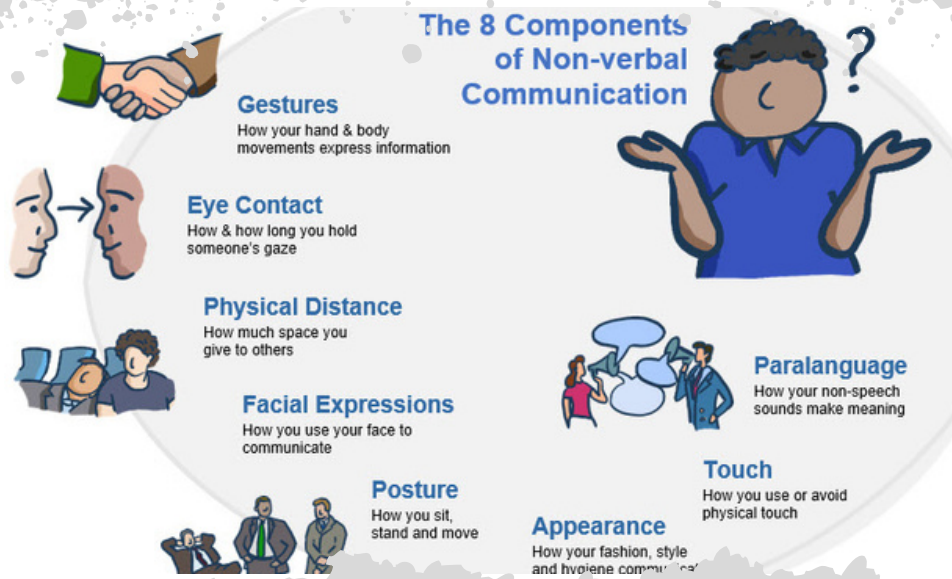 The 8 Components
of Non-verbal
Communication
Gestures
How your hand & body
movements express information
Eye Contact
How & how long you hold
someone's gaze
Physical Distance
How much space you
give to others
Facial Expressions
How you use your face to
communicate
Posture
How you sit,
stand and move
Paralanguage
How your non-speech
sounds make meaning
Touch
How you use or avoid
physical touch
Appearance
How your fashion, style
and hygiene
?